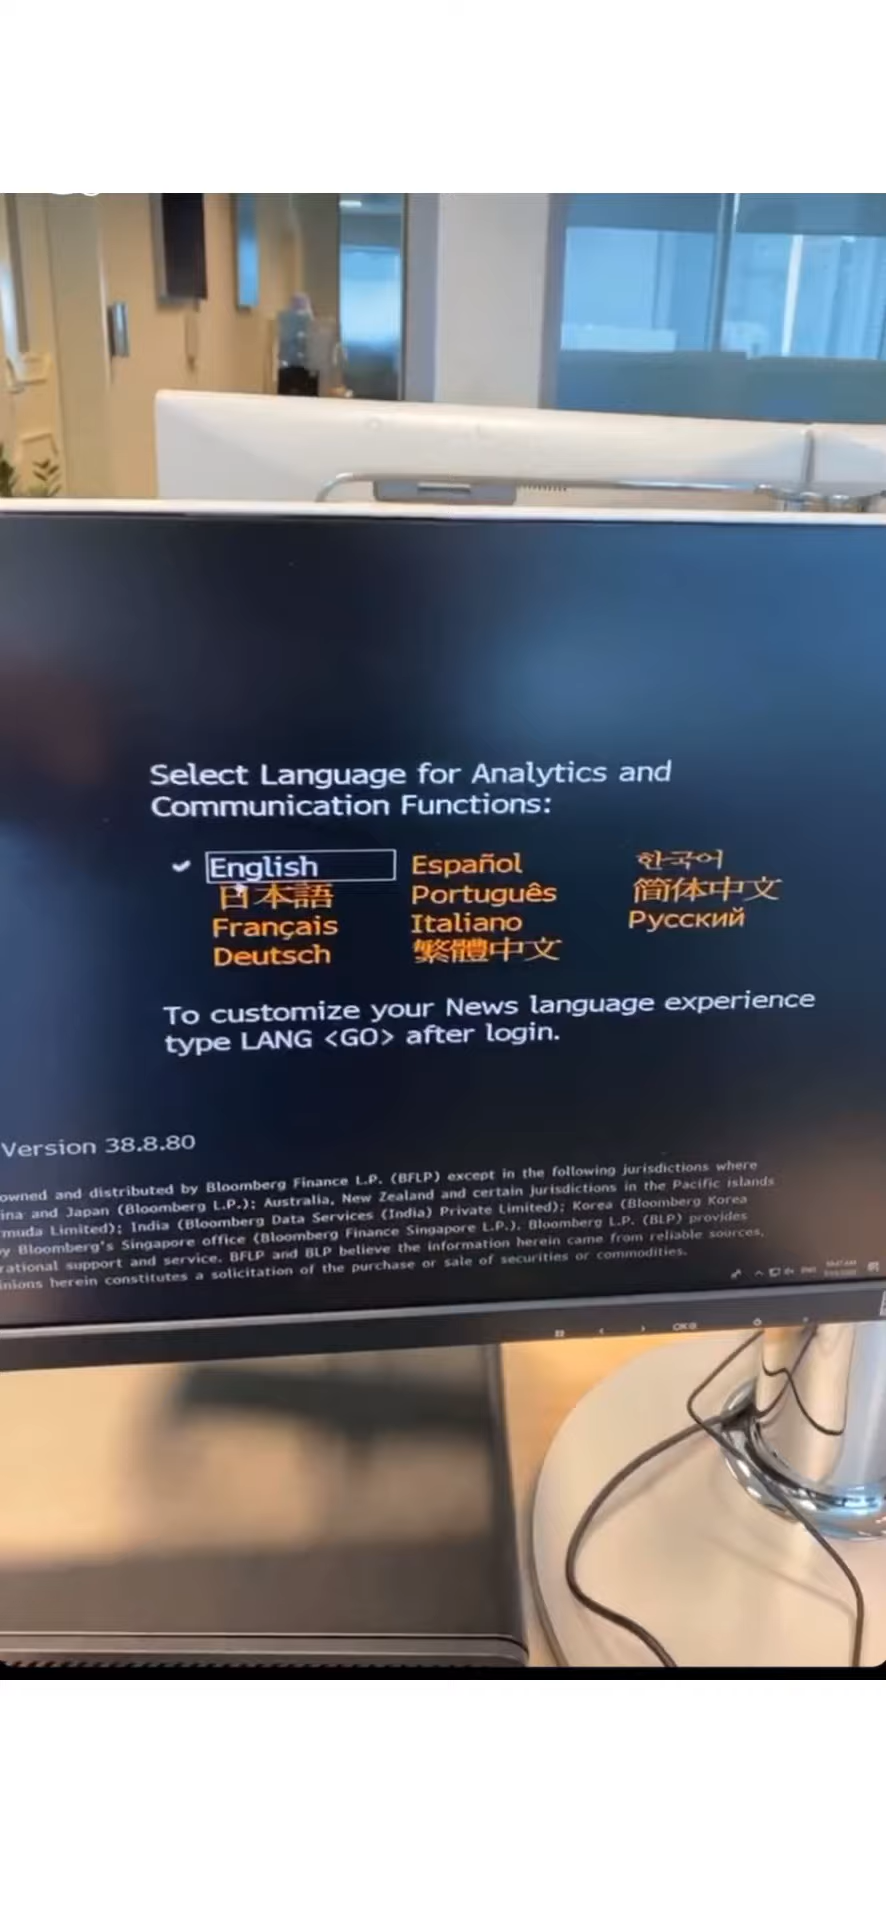 Select Language for Analytics and
Communication Functions:
English Español 한국어
日本語 Português 简体中文
Français Italiano Русский
Deutsch 繁體中文
To customize your News language experience
type LANG <GO> after login.
Version 38.8.80
owned and distributed by Bloomberg Finance L.P. (BFLP) except in the following jurisdictions where
ina and Japan (Bloomberg L.P.); Australia, New Zealand and certain jurisdictions in the Pacific islands
muda Limited); India (Bloomberg Data Services (India) Private Limited); Korea (Bloomberg Korea
y Bloomberg's Singapore office (Bloomberg Finance Singapore L.P.). Bloomberg L.P. (BLP) provides
rational support and service. BFLP and BLP believe the information herein came from reliable sources,
inions herein constitutes a solicitation of the purchase or sale of securities or commodities.